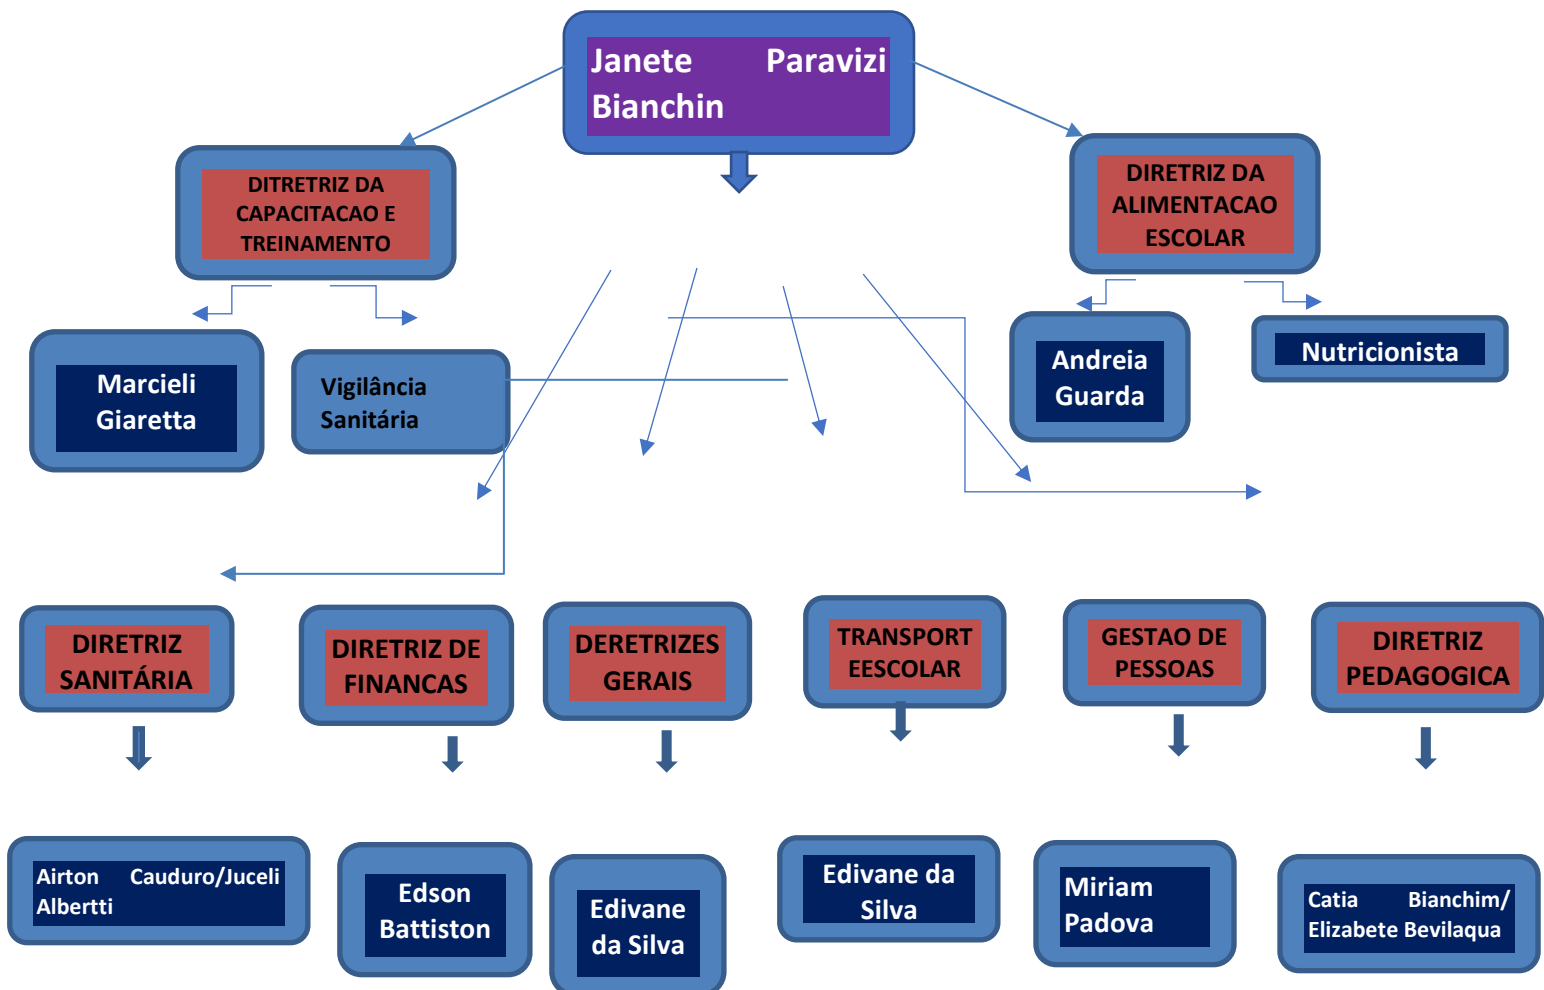 Janete Paravizi
Bianchin
DITRETRIZ DA
CAPACITACAO E
TREINAMENTO
DIRETRIZ DA
ALIMENTACAO
ESCOLAR
Marcieli
Giaretta
Vigilância
Sanitária
Andreia
Guarda
Nutricionista
DIRETRIZ
SANITÁRIA
DIRETRIZ DE
FINANCAS
DERETRIZES
GERAIS
TRANSPORT
EESCOLAR
GESTAO DE
PESSOAS
DIRETRIZ
PEDAGOGICA
Airton Cauduro/Juceli
Albertti
Edson
Battiston
Edivane
da Silva
Edivane da
Silva
Miriam
Padova
Catia Bianchim/
Elizabete Bevilaqua